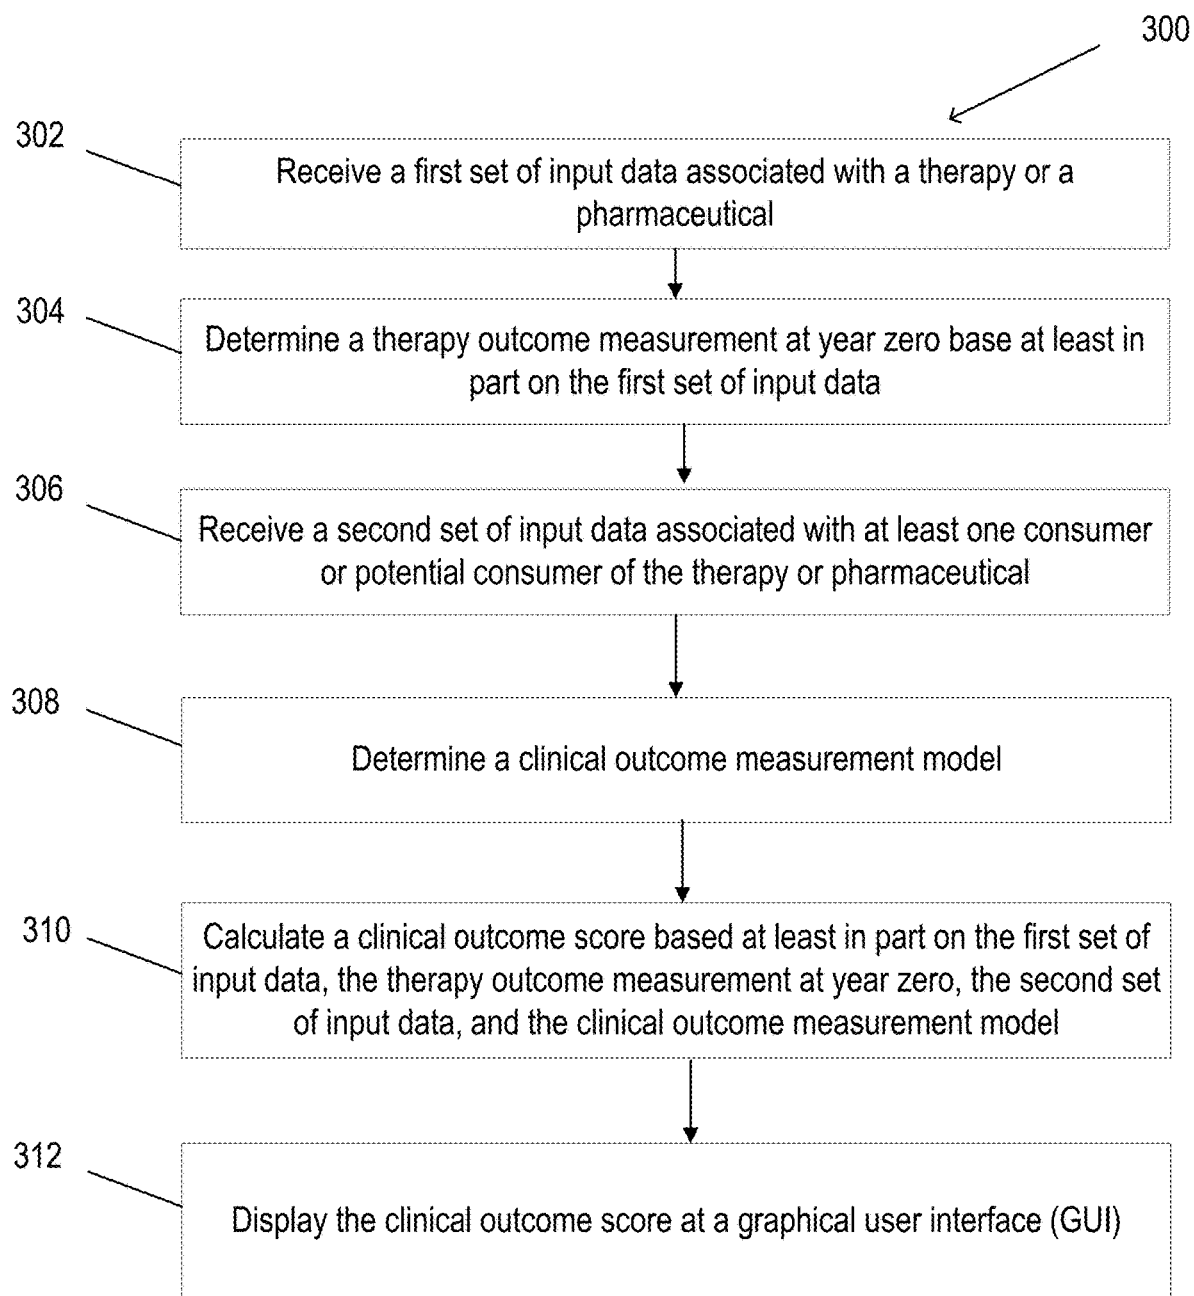 300
302
Receive a first set of input data associated with a therapy or a
pharmaceutical
304
Determine a therapy outcome measurement at year zero base at least in
part on the first set of input data
306
Receive a second set of input data associated with at least one consumer
or potential consumer of the therapy or pharmaceutical
308
Determine a clinical outcome measurement model
310
Calculate a clinical outcome score based at least in part on the first set of
input data, the therapy outcome measurement at year zero, the second set
of input data, and the clinical outcome measurement model
312
Display the clinical outcome score at a graphical user interface (GUI)